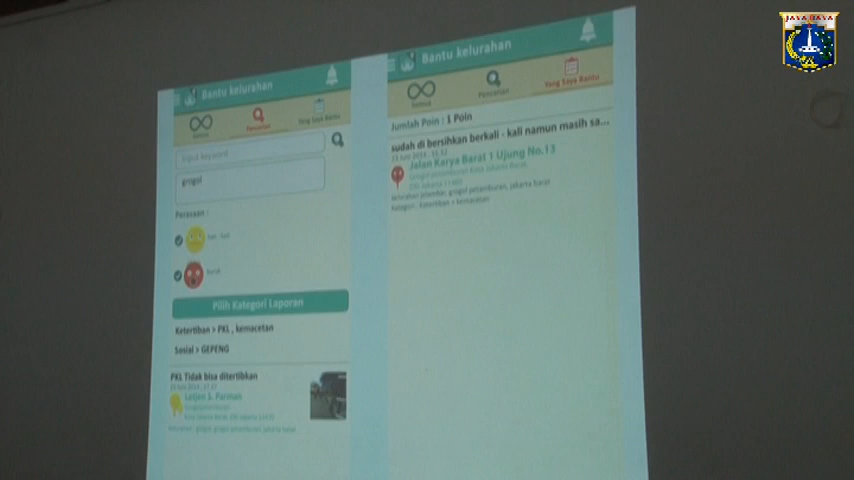 JAYA RAYA
Bantu kelurahan
Semua
Pencarian
Yang Saya Bantu
Input keyword
grogol
Perasaan :
Buruk
Pilih Kategori Laporan
Ketertiban > PKL , kemacetan
Sosial > GEPENG
PKL Tidak bisa ditertibkan
Letjen S. Parman
Bantu kelurahan
Semua
Pencarian
Yang Saya Bantu
Jumlah Poin : 1 Poin
sudah di bersihkan berkali - kali namun masih sa...
Jalan Karya Barat 1 Ujung No.13
Kategori : Ketertiban > kemacetan